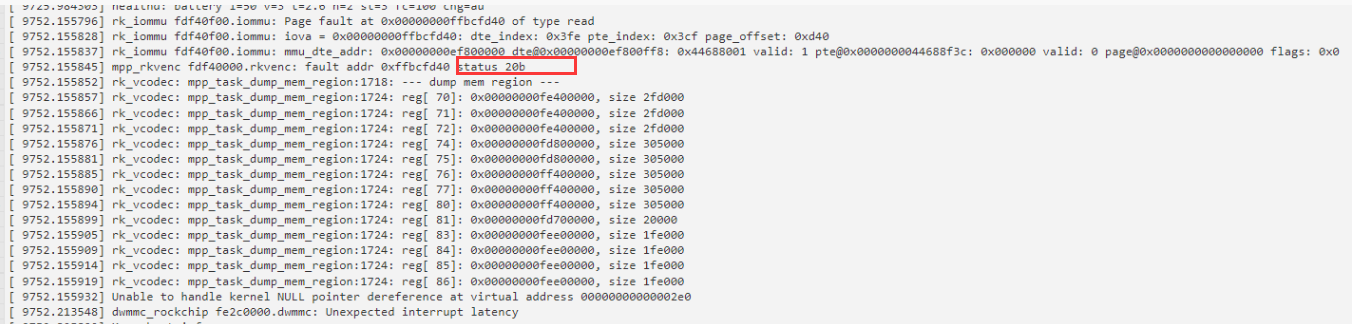 [ 9725.984303] healthd: battery l=50 v=3 t=2.6 h=2 st=3 fc=100 chg=au
[ 9752.155796] rk_iommu fdf40f00.iommu: Page fault at 0x00000000ffbcfd40 of type read
[ 9752.155828] rk_iommu fdf40f00.iommu: iova = 0x00000000ffbcfd40: dte_index: 0x3fe pte_index: 0x3cf page_offset: 0xd40
[ 9752.155837] rk_iommu fdf40f00.iommu: mmu_dte_addr: 0x00000000ef800000 dte@0x00000000ef800ff8: 0x44688001 valid: 1 pte@0x0000000044688f3c: 0x000000 valid: 0 page@0x0000000000000000 flags: 0x0
[ 9752.155845] mpp_rkvenc fdf40000.rkvenc: fault addr 0xffbcfd40 status 20b
[ 9752.155852] rk_vcodec: mpp_task_dump_mem_region:1718: --- dump mem region ---
[ 9752.155857] rk_vcodec: mpp_task_dump_mem_region:1724: reg[ 70]: 0x00000000fe400000, size 2fd000
[ 9752.155866] rk_vcodec: mpp_task_dump_mem_region:1724: reg[ 71]: 0x00000000fe400000, size 2fd000
[ 9752.155871] rk_vcodec: mpp_task_dump_mem_region:1724: reg[ 72]: 0x00000000fe400000, size 2fd000
[ 9752.155876] rk_vcodec: mpp_task_dump_mem_region:1724: reg[ 74]: 0x00000000fd800000, size 305000
[ 9752.155881] rk_vcodec: mpp_task_dump_mem_region:1724: reg[ 75]: 0x00000000fd800000, size 305000
[ 9752.155885] rk_vcodec: mpp_task_dump_mem_region:1724: reg[ 76]: 0x00000000ff400000, size 305000
[ 9752.155890] rk_vcodec: mpp_task_dump_mem_region:1724: reg[ 77]: 0x00000000ff400000, size 305000
[ 9752.155894] rk_vcodec: mpp_task_dump_mem_region:1724: reg[ 80]: 0x00000000ff400000, size 305000
[ 9752.155899] rk_vcodec: mpp_task_dump_mem_region:1724: reg[ 81]: 0x00000000fd700000, size 20000
[ 9752.155905] rk_vcodec: mpp_task_dump_mem_region:1724: reg[ 83]: 0x00000000fee00000, size 1fe000
[ 9752.155909] rk_vcodec: mpp_task_dump_mem_region:1724: reg[ 84]: 0x00000000fee00000, size 1fe000
[ 9752.155914] rk_vcodec: mpp_task_dump_mem_region:1724: reg[ 85]: 0x00000000fee00000, size 1fe000
[ 9752.155919] rk_vcodec: mpp_task_dump_mem_region:1724: reg[ 86]: 0x00000000fee00000, size 1fe000
[ 9752.155932] Unable to handle kernel NULL pointer dereference at virtual address 00000000000002e0
[ 9752.213548] dwmmc_rockchip fe2c0000.dwmmc: Unexpected interrupt latency